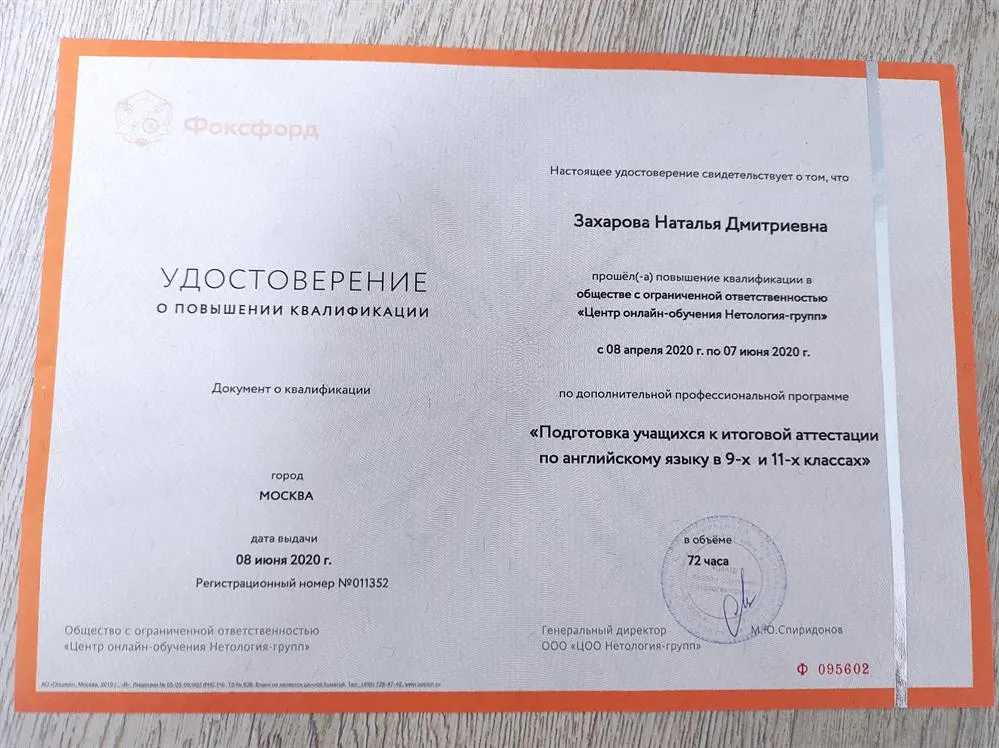 Фоксфорд
УДОСТОВЕРЕНИЕ
О ПОВЫШЕНИИ КВАЛИФИКАЦИИ
Документ о квалификации
город
МОСКВА
дата выдачи
08 июня 2020 г.
Регистрационный номер №011352
Общество с ограниченной ответственностью
«Центр онлайн-обучения Нетология-групп»
Настоящее удостоверение свидетельствует о том, что
Захарова Наталья Дмитриевна
прошёл(-а) повышение квалификации в
обществе с ограниченной ответственностью
«Центр онлайн-обучения Нетология-групп»
с 08 апреля 2020 г. по 07 июня 2020 г.
по дополнительной профессиональной программе
«Подготовка учащихся к итоговой аттестации
по английскому языку в 9-х и 11-х классах»
в объёме
72 часа
Генеральный директор
М.Ю.Спиридонов
ООО «ЦОО Нетология-групп»
Ф 095602